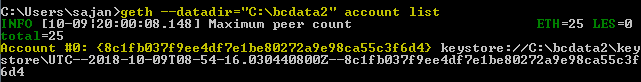 C:\Users\sajan>geth --datadir="C:\bcdata2" account list
INFO [10-09|20:00:08.148] Maximum peer count ETH=25 LES=0
total=25
Account #0: {8c1fb037f9ee4df7e1be80272a9e98ca55c3f6d4} keystore://C:\bcdata2\key
store\UTC--2018-10-09T08-54-16.030440800Z--8c1fb037f9ee4df7e1be80272a9e98ca55c3f
6d4